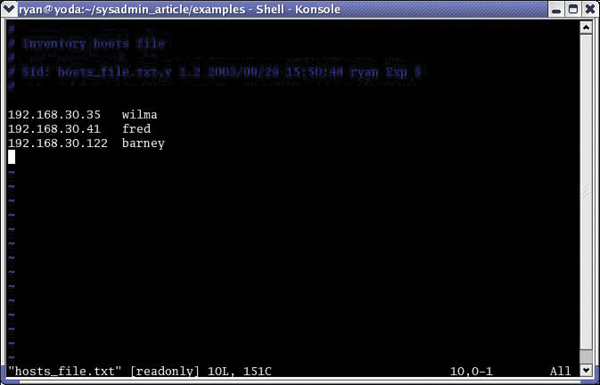 ryan@yoda:~/sysadmin_article/examples - Shell - Konsole
#
# Inventory hosts file
#
# $Id: hosts_file.txt,v 1.2 2003/09/29 15:50:40 ryan Exp $
#
192.168.30.35 wilma
192.168.30.41 fred
192.168.30.122 barney
~
~
~
~
~
~
~
~
~
~
~
~
~
~
"hosts_file.txt" [readonly] 10L, 151C 10,0-1 All